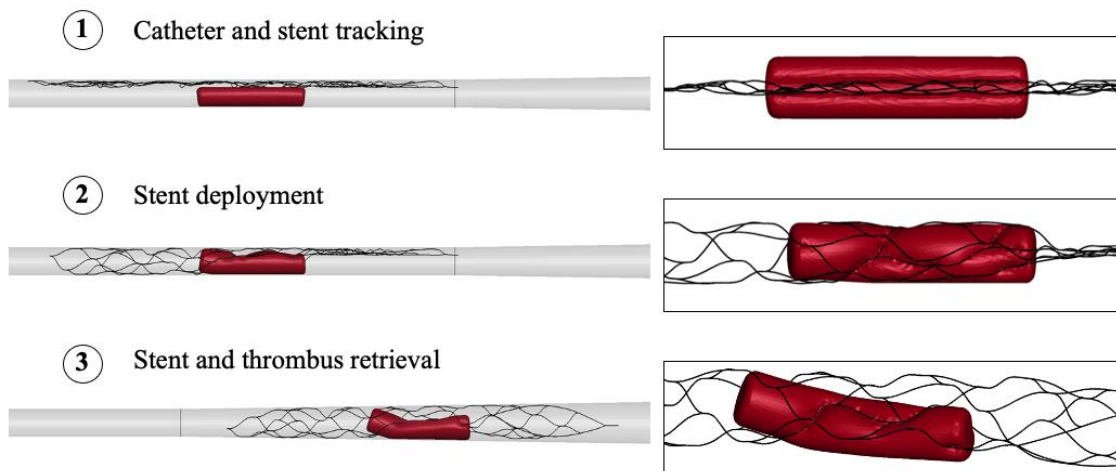 1 Catheter and stent tracking
2 Stent deployment
3 Stent and thrombus retrieval